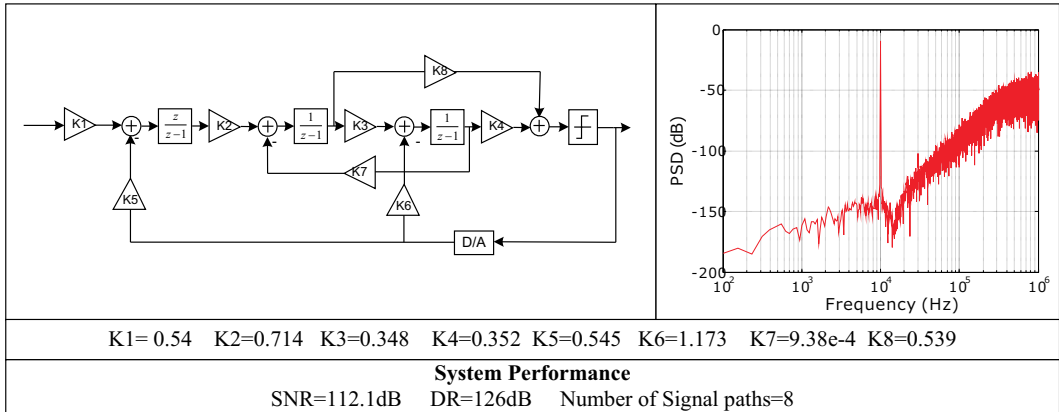 K8
K1
z
z−1
K2
1
z−1
K3
1
z−1
K4
K7
K5
K6
D/A
-
-
-
0
-50
-100
-150
-200
PSD (dB)
10^2
10^3
10^4
10^5
10^6
Frequency (Hz)
K1= 0.54 K2=0.714 K3=0.348 K4=0.352 K5=0.545 K6=1.173 K7=9.38e-4 K8=0.539
System Performance
SNR=112.1dB DR=126dB Number of Signal paths=8